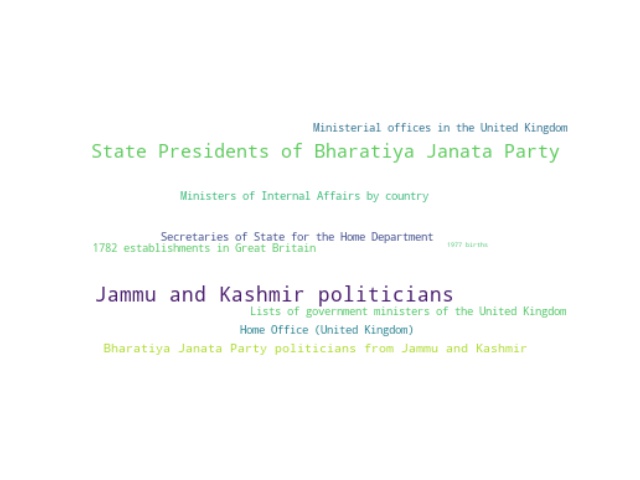 Ministerial offices in the United Kingdom
State Presidents of Bharatiya Janata Party
Ministers of Internal Affairs by country
Secretaries of State for the Home Department
1782 establishments in Great Britain
1977 births
Jammu and Kashmir politicians
Lists of government ministers of the United Kingdom
Home Office (United Kingdom)
Bharatiya Janata Party politicians from Jammu and Kashmir